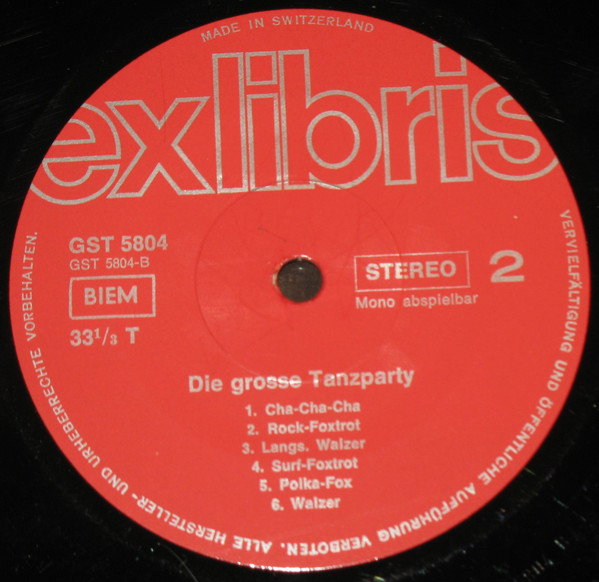 MADE IN SWITZERLAND
exlibris
GST 5804
GST 5804-B
BIEM
33 1/3 T
STEREO 2
Mono abspielbar
Die grosse Tanzparty
1. Cha-Cha-Cha
2. Rock-Foxtrot
3. Langs. Walzer
4. Surf-Foxtrot
5. Polka-Fox
6. Walzer
ALLE HERSTELLER- UND URHEBERRECHTE VORBEHALTEN.
VERVIELFÄLTIGUNG UND ÖFFENTLICHE AUFFÜHRUNG VERBOTEN.